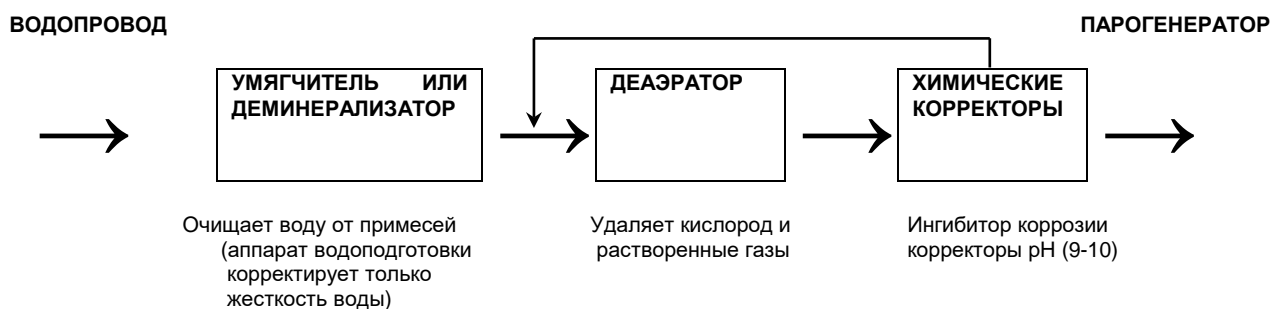 ВОДОПРОВОД
ПАРОГЕНЕРАТОР
УМЯГЧИТЕЛЬ ИЛИ
ДЕМИНЕРАЛИЗАТОР
ДЕАЭРАТОР
ХИМИЧЕСКИЕ
КОРРЕКТОРЫ
Очищает воду от примесей
(аппарат водоподготовки
корректирует только
жесткость воды)
Удаляет кислород и
растворенные газы
Ингибитор коррозии
корректоры pH (9-10)